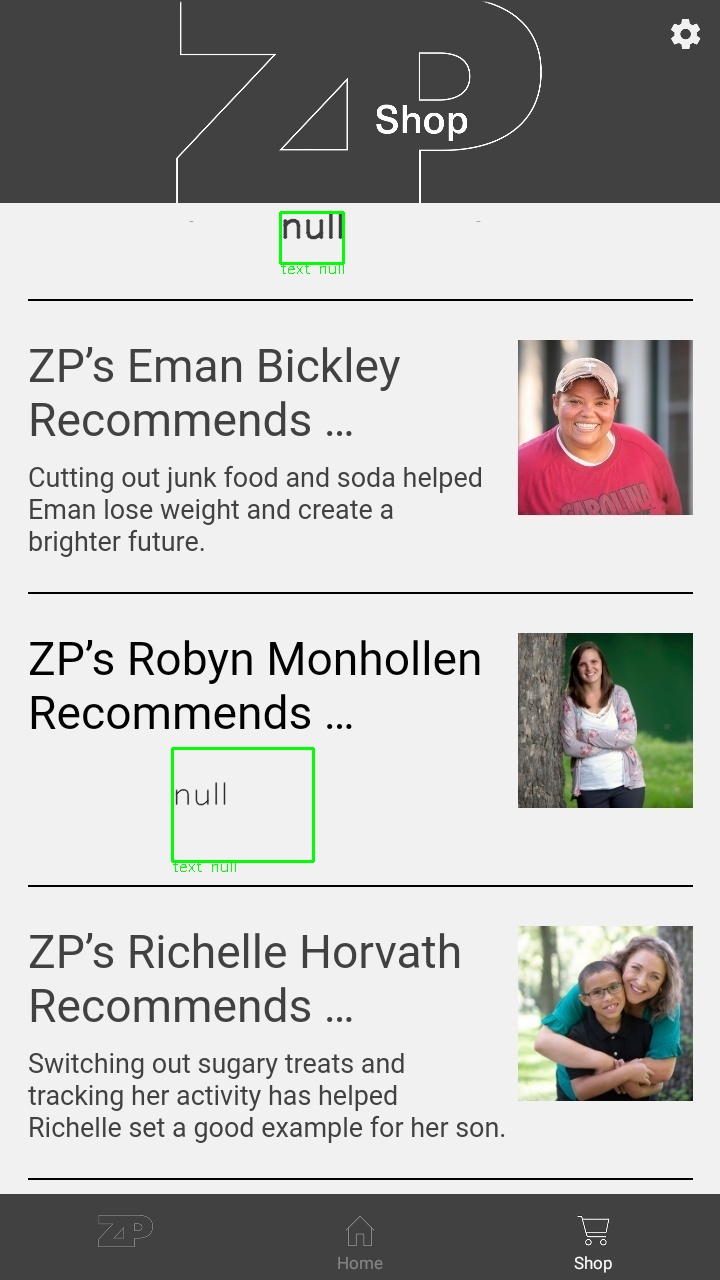 ZP
Shop
null
text null
ZP’s Eman Bickley
Recommends …
Cutting out junk food and soda helped
Eman lose weight and create a
brighter future.
CAROLINA
ZP’s Robyn Monhollen
Recommends …
null
text null
ZP’s Richelle Horvath
Recommends …
Switching out sugary treats and
tracking her activity has helped
Richelle set a good example for her son.
ZP
Home
Shop